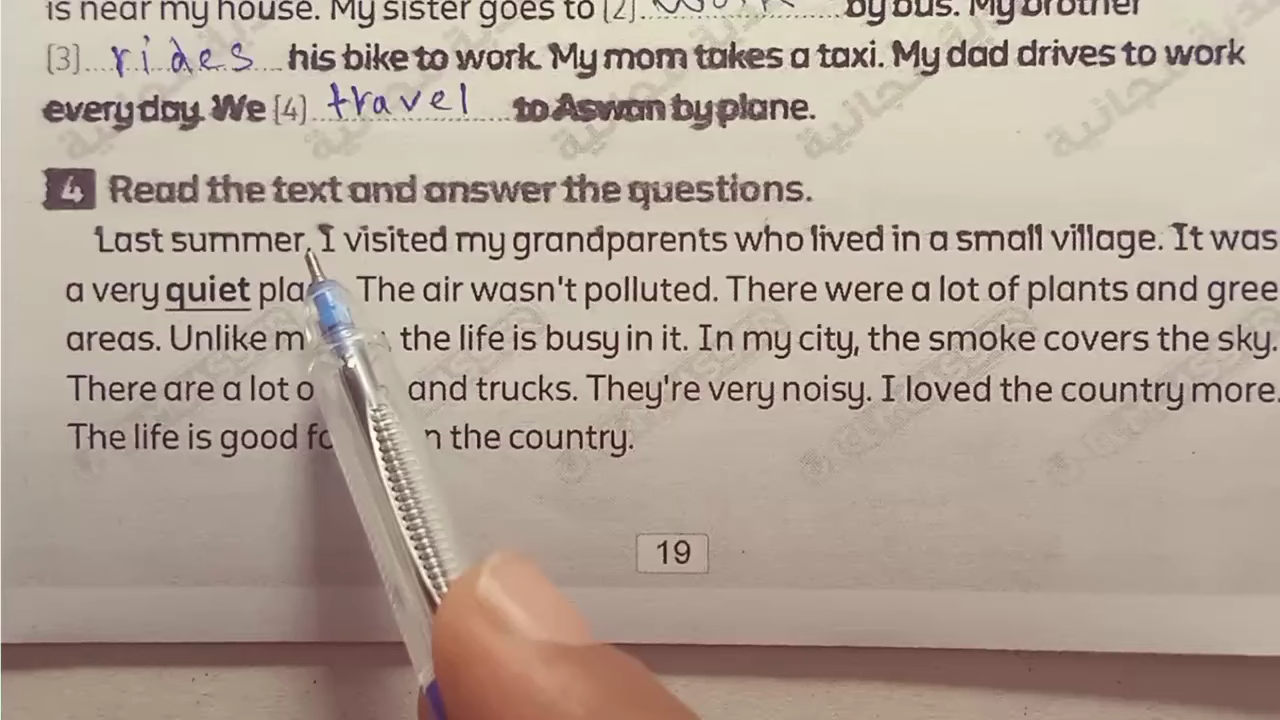 is near my house. My sister goes to [2] work by bus. My brother
[3] rides his bike to work. My mom takes a taxi. My dad drives to work
every day. We [4] travel to Aswan by plane.
4 Read the text and answer the questions.
Last summer, I visited my grandparents who lived in a small village. It was
a very quiet pla The air wasn't polluted. There were a lot of plants and gree
areas. Unlike m the life is busy in it. In my city, the smoke covers the sky.
There are a lot o and trucks. They're very noisy. I loved the country more.
The life is good fo n the country.
19